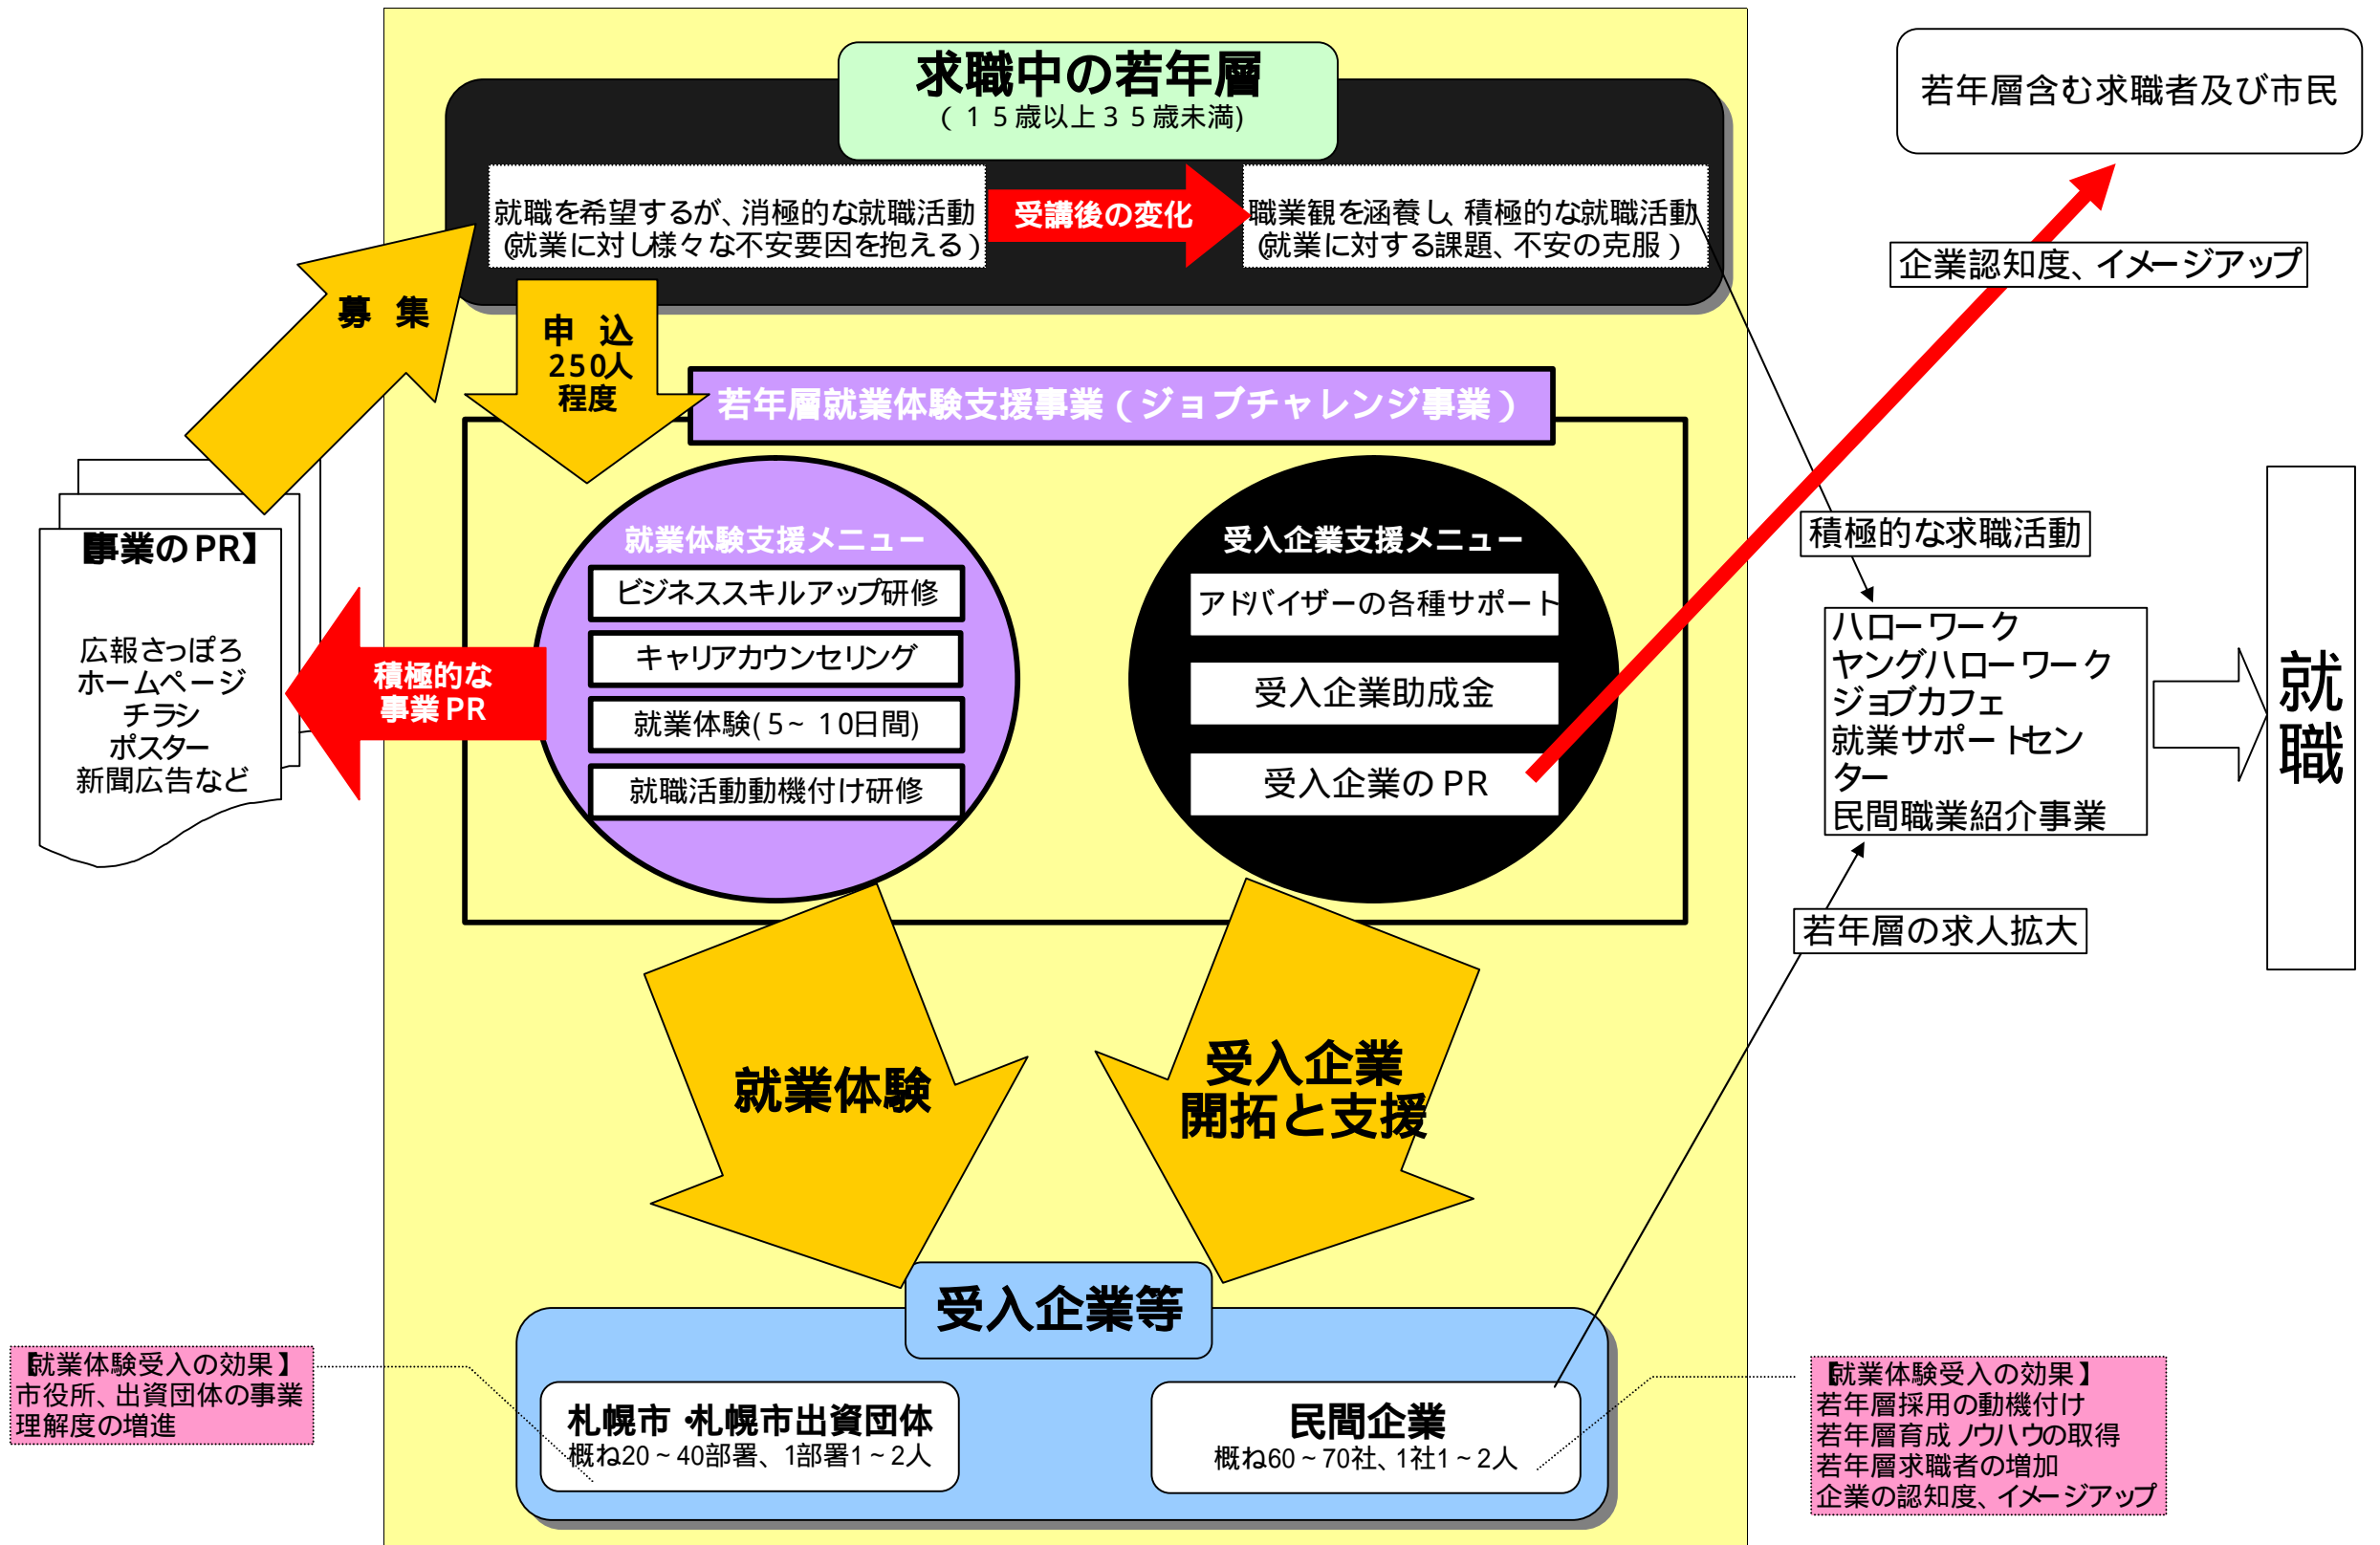 求職中の若年層
(１５歳以上３５歳未満)
若年層含む求職者及び市民
就職を希望するが、消極的な就職活動
(就業に対し様々な不安要因を抱える)
受講後の変化
職業観を涵養し、積極的な就職活動
(就業に対する課題、不安の克服)
企業認知度、イメージアップ
募 集
申 込
250人
程度
若年層就業体験支援事業(ジョブチャレンジ事業)
【事業のPR】
広報さっぽろ
ホームページ
チラシ
ポスター
新聞広告など
積極的な
事業PR
就業体験支援メニュー
ビジネススキルアップ研修
キャリアカウンセリング
就業体験(5～10日間)
就職活動動機付け研修
受入企業支援メニュー
アドバイザーの各種サポート
受入企業助成金
受入企業のPR
積極的な求職活動
ハローワーク
ヤングハローワーク
ジョブカフェ
就業サポートセン
ター
民間職業紹介事業
就
職
若年層の求人拡大
就業体験
受入企業
開拓と支援
受入企業等
札幌市・札幌市出資団体
概ね20～40部署、1部署1～2人
民間企業
概ね60～70社、1社1～2人
【就業体験受入の効果】
市役所、出資団体の事業
理解度の増進
【就業体験受入の効果】
若年層採用の動機付け
若年層育成ノウハウの取得
若年層求職者の増加
企業の認知度、イメージアップ